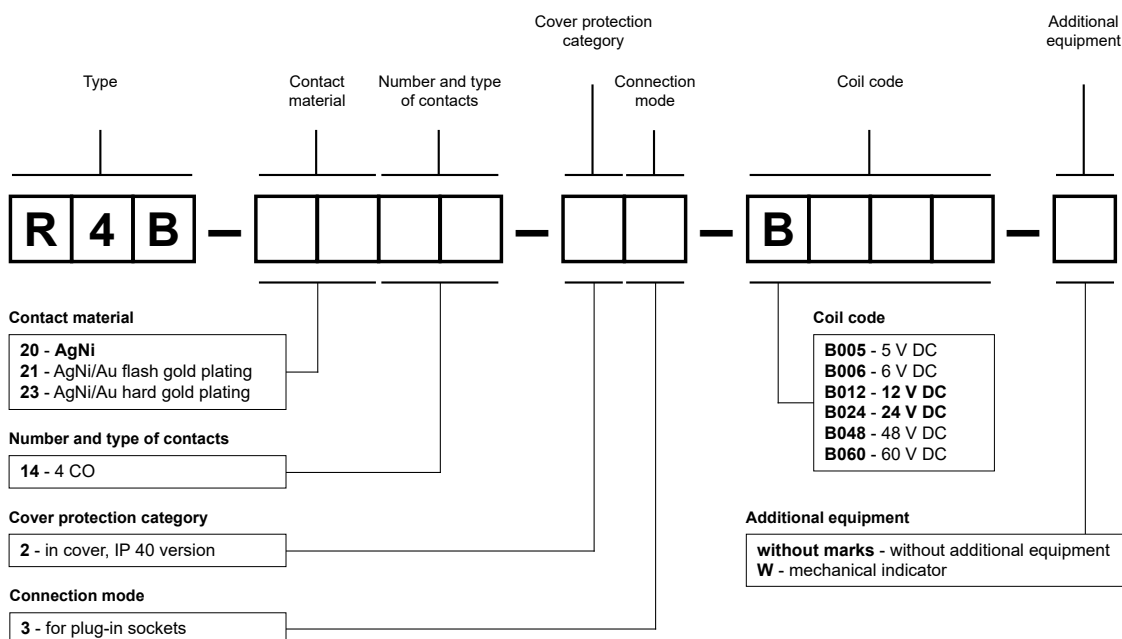 Cover protection
category
Additional
equipment
Type
Contact
material
Number and type
of contacts
Connection
mode
Coil code
R 4 B – – – B –
Contact material
20 - AgNi
21 - AgNi/Au flash gold plating
23 - AgNi/Au hard gold plating
Number and type of contacts
14 - 4 CO
Cover protection category
2 - in cover, IP 40 version
Connection mode
3 - for plug-in sockets
Coil code
B005 - 5 V DC
B006 - 6 V DC
B012 - 12 V DC
B024 - 24 V DC
B048 - 48 V DC
B060 - 60 V DC
Additional equipment
without marks - without additional equipment
W - mechanical indicator